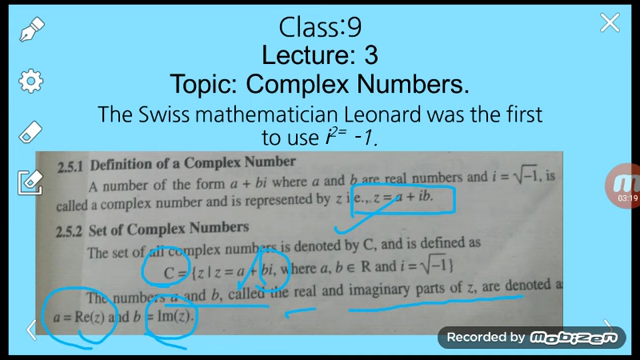 Class:9
Lecture: 3
Topic: Complex Numbers.
The Swiss mathematician Leonard was the first
to use i²= -1.
2.5.1 Definition of a Complex Number
A number of the form a + bi where a and b are real numbers and i = √-1, is
called a complex number and is represented by z i.e., z = a + ib.
03:19
2.5.2 Set of Complex Numbers
The set of all complex numbers is denoted by C, and is defined as
C = {z | z = a + bi, where a, b ∈ R and i = √-1}
The numbers a and b, called the real and imaginary parts of z, are denoted a
a = Re(z) and b = Im(z).
RECORDED WITH
mobizen